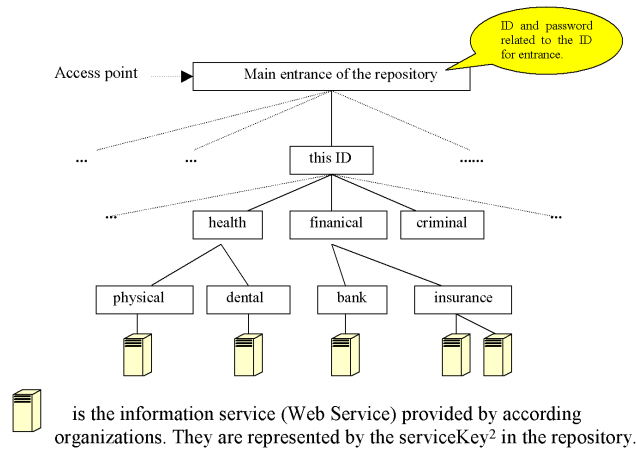 ID and password
related to the ID
for entrance.
Access point
Main entrance of the repository
...
...
this ID
......
...
health
finanical
criminal
...
physical
dental
bank
insurance
is the information service (Web Service) provided by according
organizations. They are represented by the serviceKey² in the repository.